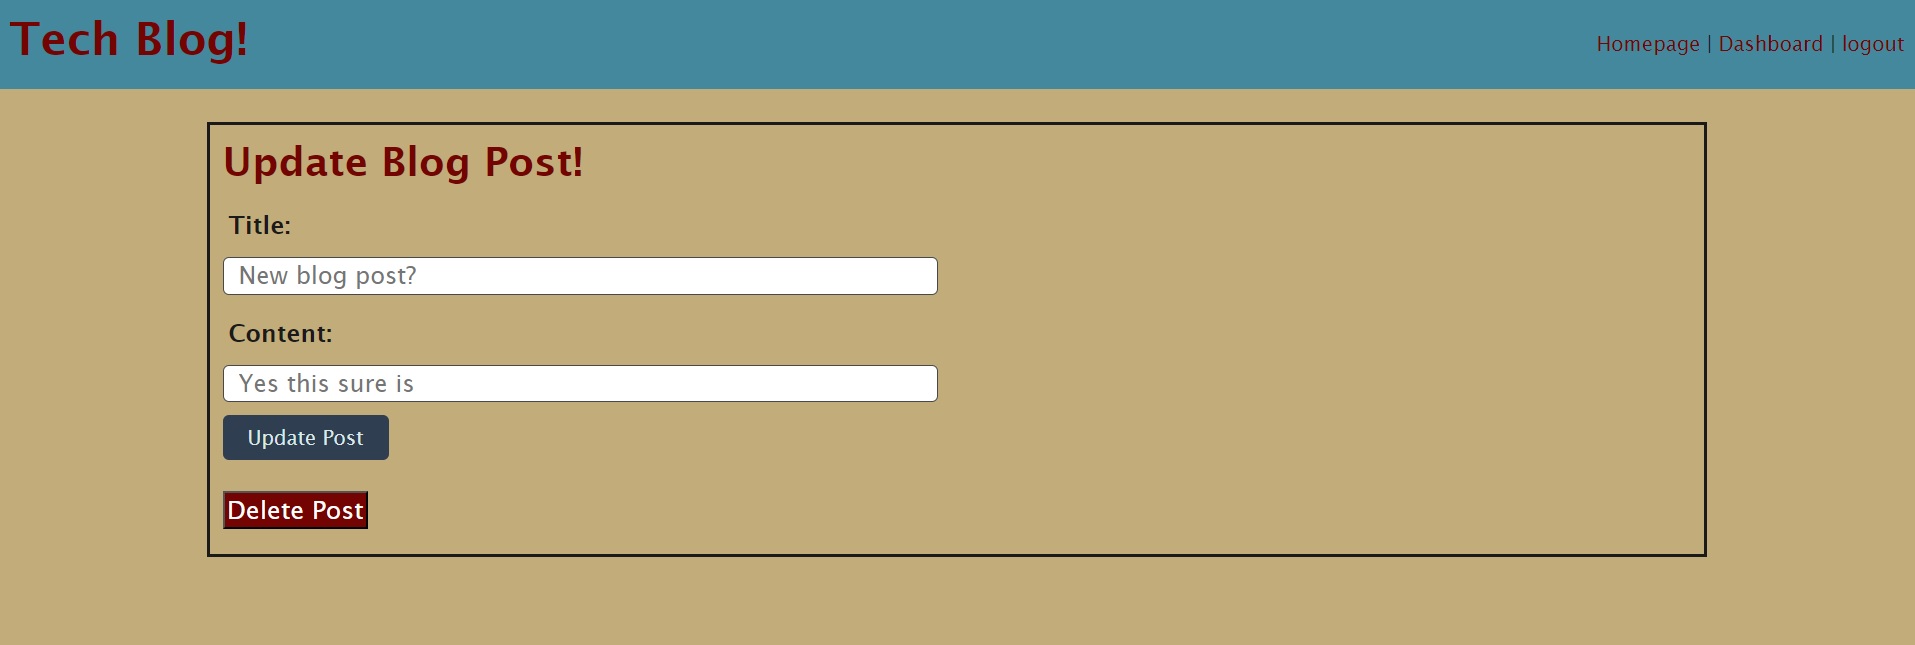 Tech Blog!
Homepage | Dashboard | logout
Update Blog Post!
Title:
New blog post?
Content:
Yes this sure is
Update Post
Delete Post